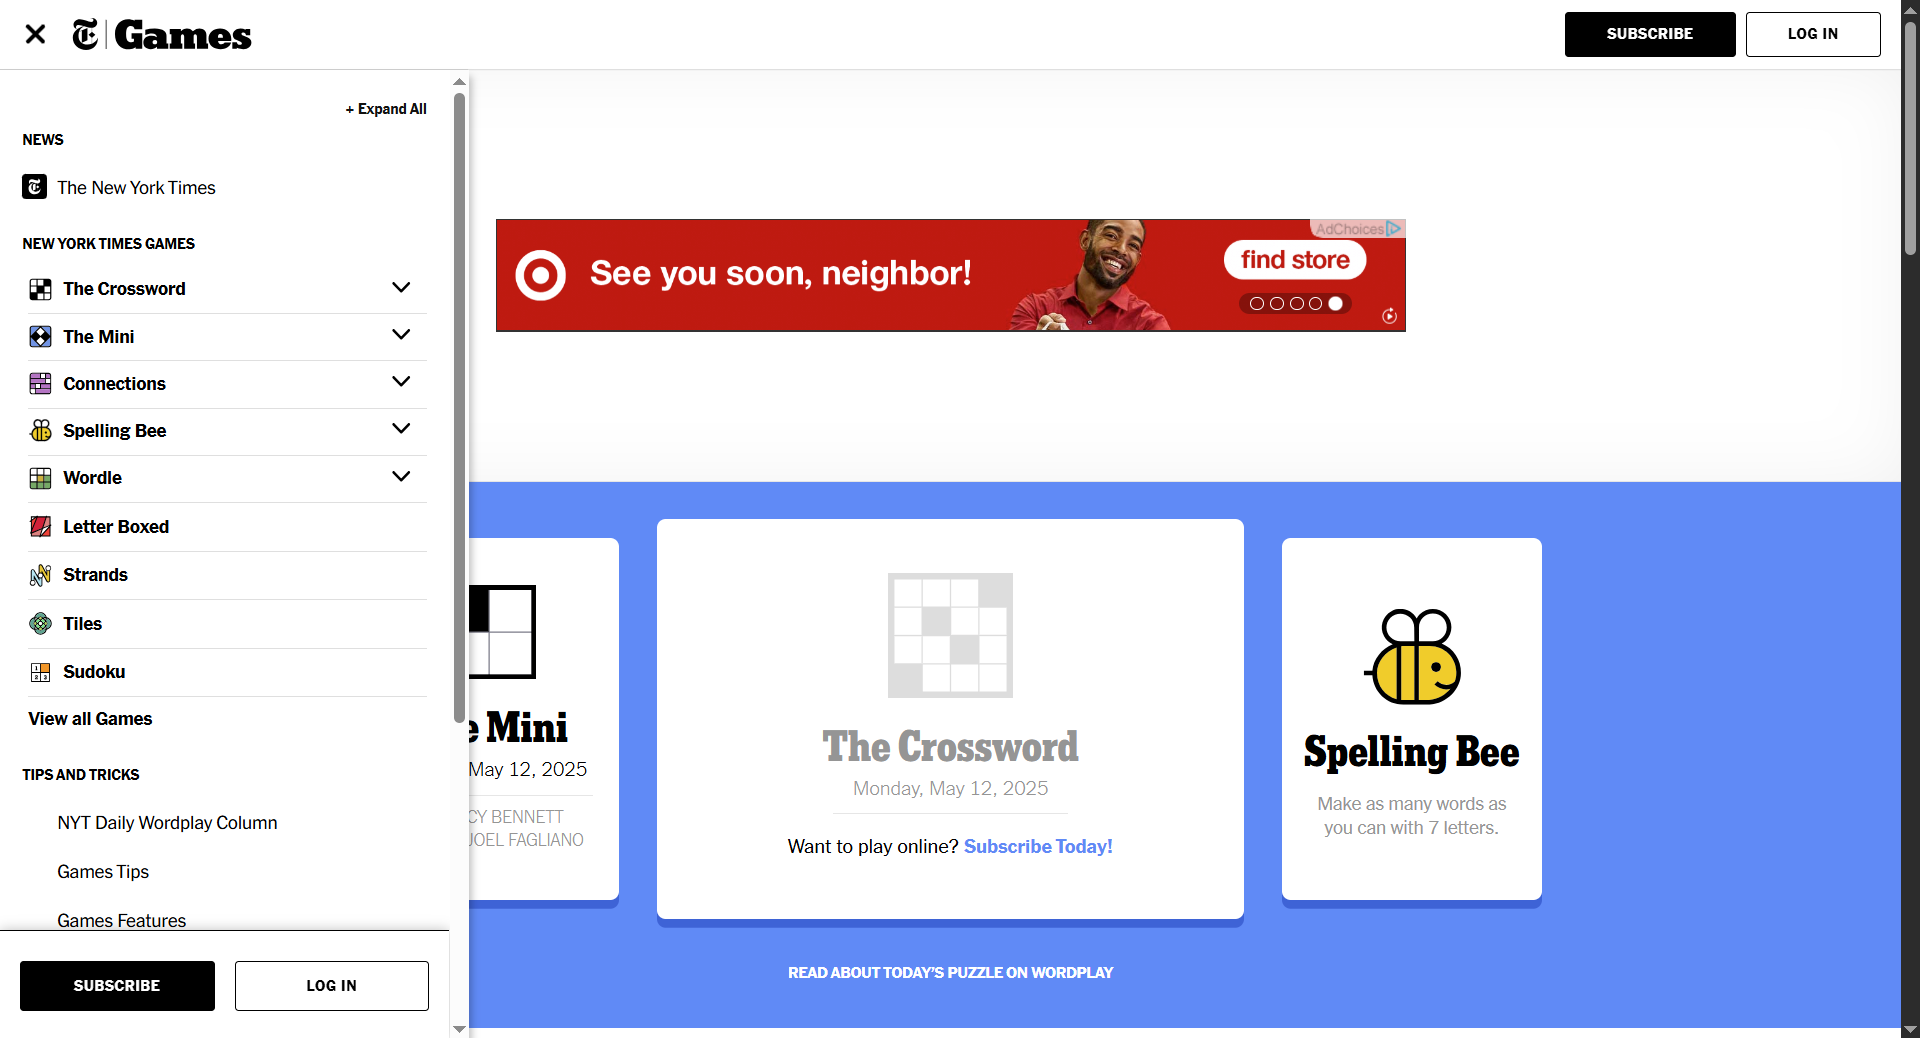 Games
SUBSCRIBE
LOG IN
+ Expand All
NEWS
The New York Times
NEW YORK TIMES GAMES
The Crossword
The Mini
Connections
Spelling Bee
Wordle
Letter Boxed
Strands
Tiles
Sudoku
View all Games
TIPS AND TRICKS
NYT Daily Wordplay Column
Games Tips
Games Features
SUBSCRIBE
LOG IN
AdChoices
See you soon, neighbor!
find store
e Mini
May 12, 2025
CY BENNETT
JOEL FAGLIANO
The Crossword
Monday, May 12, 2025
Want to play online? Subscribe Today!
Spelling Bee
Make as many words as
you can with 7 letters.
READ ABOUT TODAY'S PUZZLE ON WORDPLAY